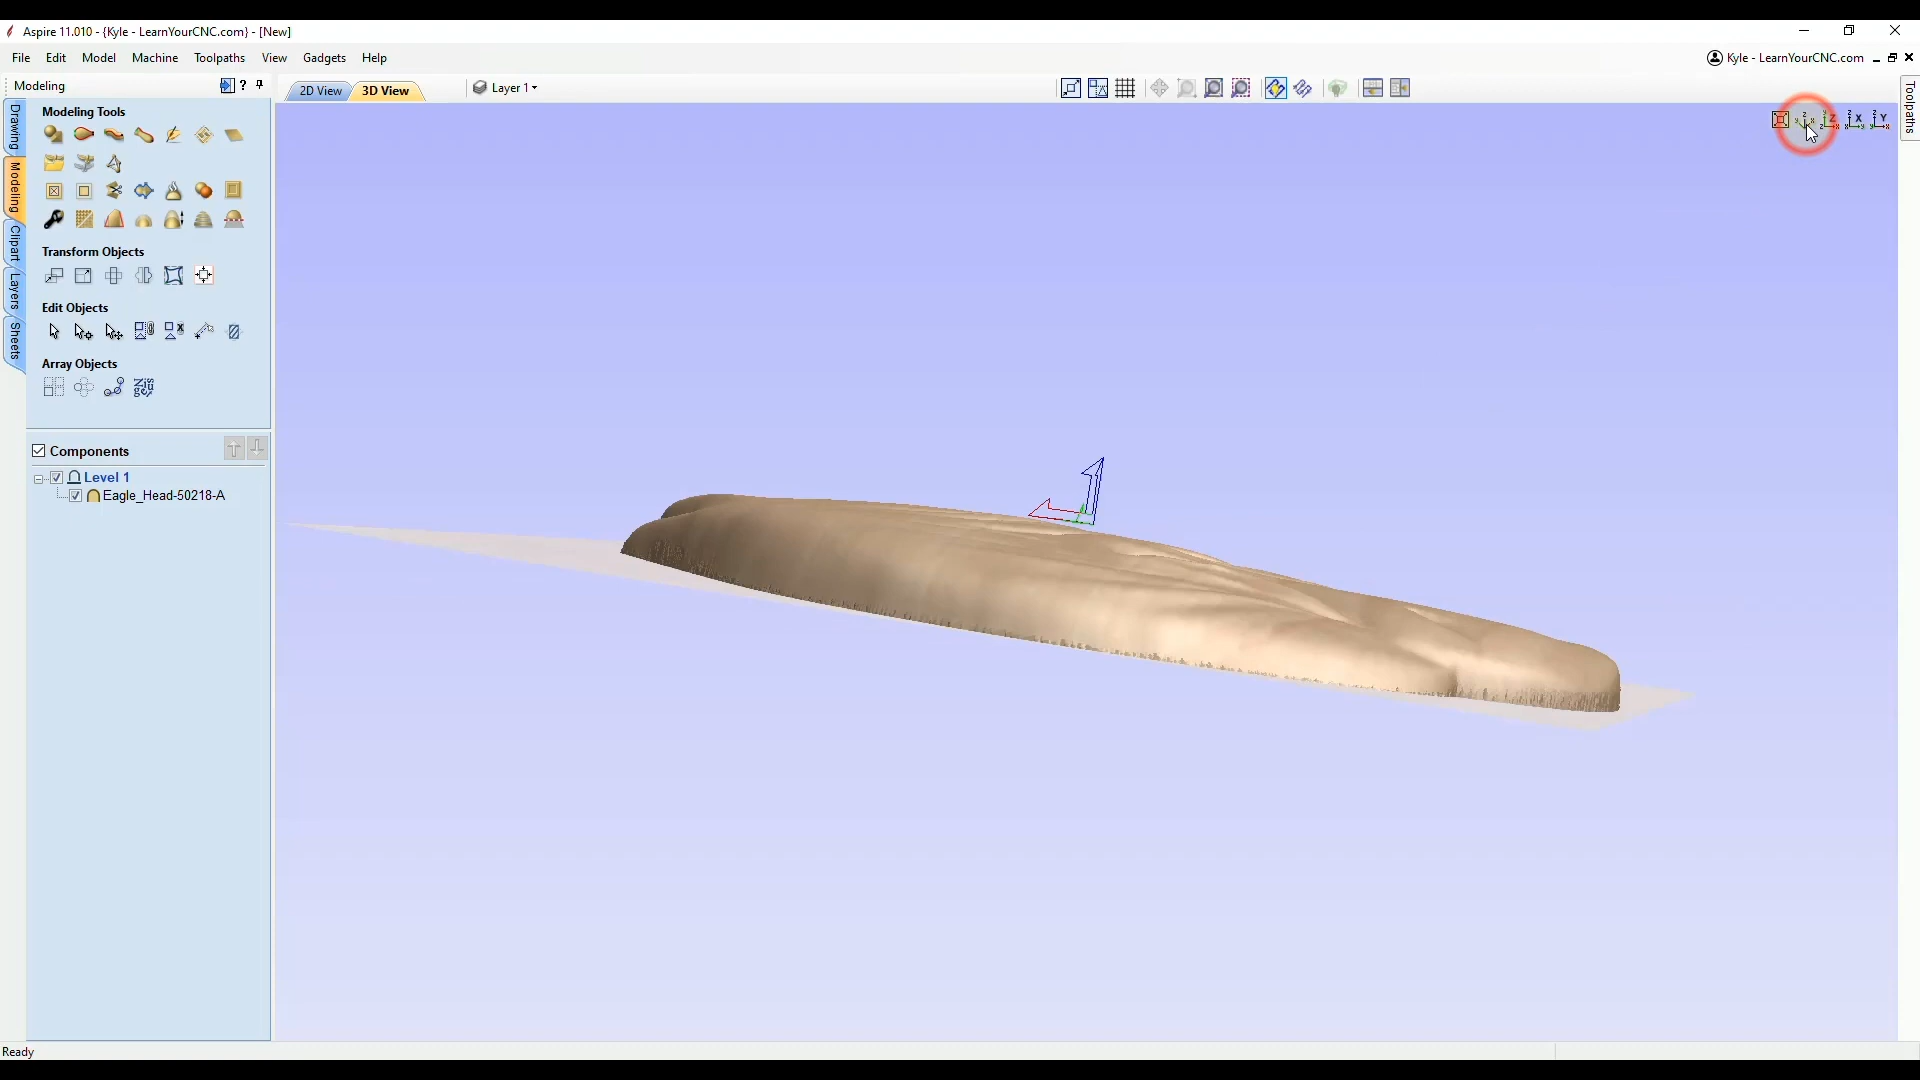 Aspire 11.010 - {Kyle - LearnYourCNC.com} - [New]
File Edit Model Machine Toolpaths View Gadgets Help
Kyle - LearnYourCNC.com
Modeling ?
2D View 3D View
Layer 1
Drawing
Modeling
Clipart
Layers
Sheets
Toolpaths
Modeling Tools
Transform Objects
Edit Objects
Array Objects
Components
Level 1
Eagle_Head-50218-A
Ready